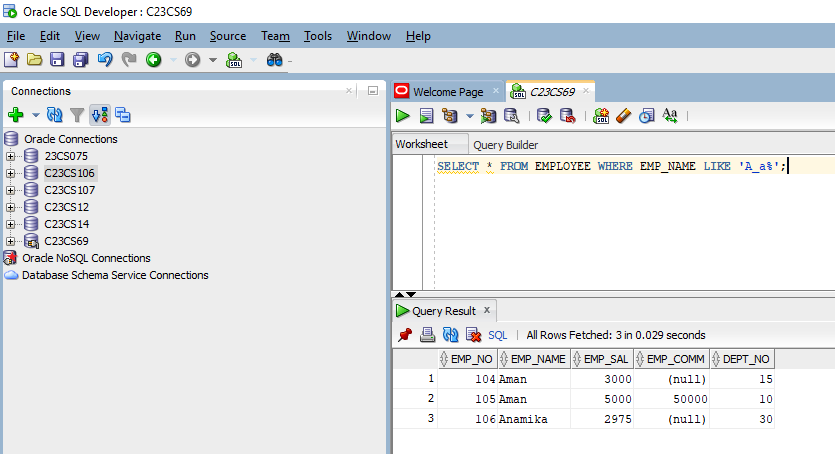 Oracle SQL Developer : C23CS69
File Edit View Navigate Run Source Team Tools Window Help
SQL
Connections
Oracle Connections
23CS075
C23CS106
C23CS107
C23CS12
C23CS14
C23CS69
Oracle NoSQL Connections
Database Schema Service Connections
Welcome Page C23CS69
SQL Aa
Worksheet Query Builder
SELECT * FROM EMPLOYEE WHERE EMP_NAME LIKE 'A_a%';
Query Result x
SQL | All Rows Fetched: 3 in 0.029 seconds
EMP_NO EMP_NAME EMP_SAL EMP_COMM DEPT_NO
1 104 Aman 3000 (null) 15
2 105 Aman 5000 50000 10
3 106 Anamika 2975 (null) 30